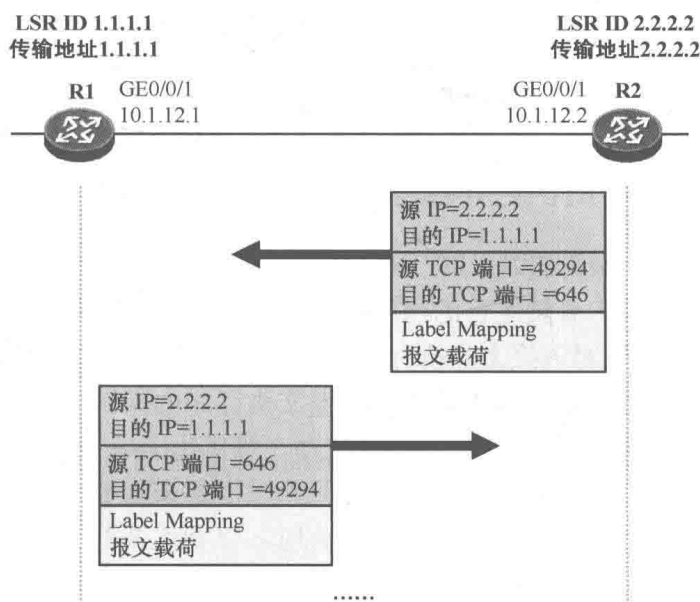 LSR ID 1.1.1.1
传输地址1.1.1.1
LSR ID 2.2.2.2
传输地址2.2.2.2
R1
GE0/0/1
10.1.12.1
GE0/0/1
10.1.12.2
R2
源 IP=2.2.2.2
目的 IP=1.1.1.1
源 TCP 端口 =49294
目的 TCP 端口 =646
Label Mapping
报文载荷
源 IP=2.2.2.2
目的 IP=1.1.1.1
源 TCP 端口 =646
目的 TCP 端口 =49294
Label Mapping
报文载荷
……